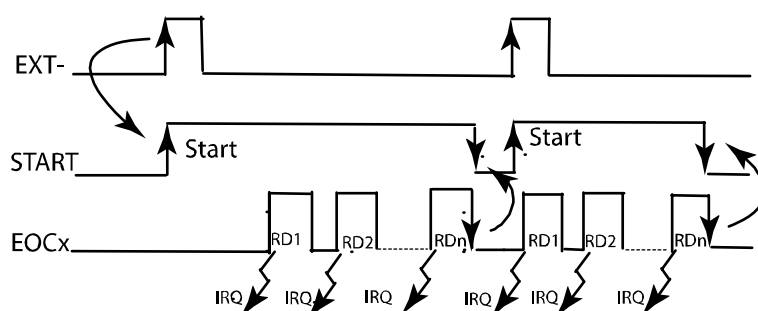 EXT-
START Start Start
EOCx RD1 RD2 RDn RD1 RD2 RDn
IRQ IRQ IRQ IRQ IRQ IRQ